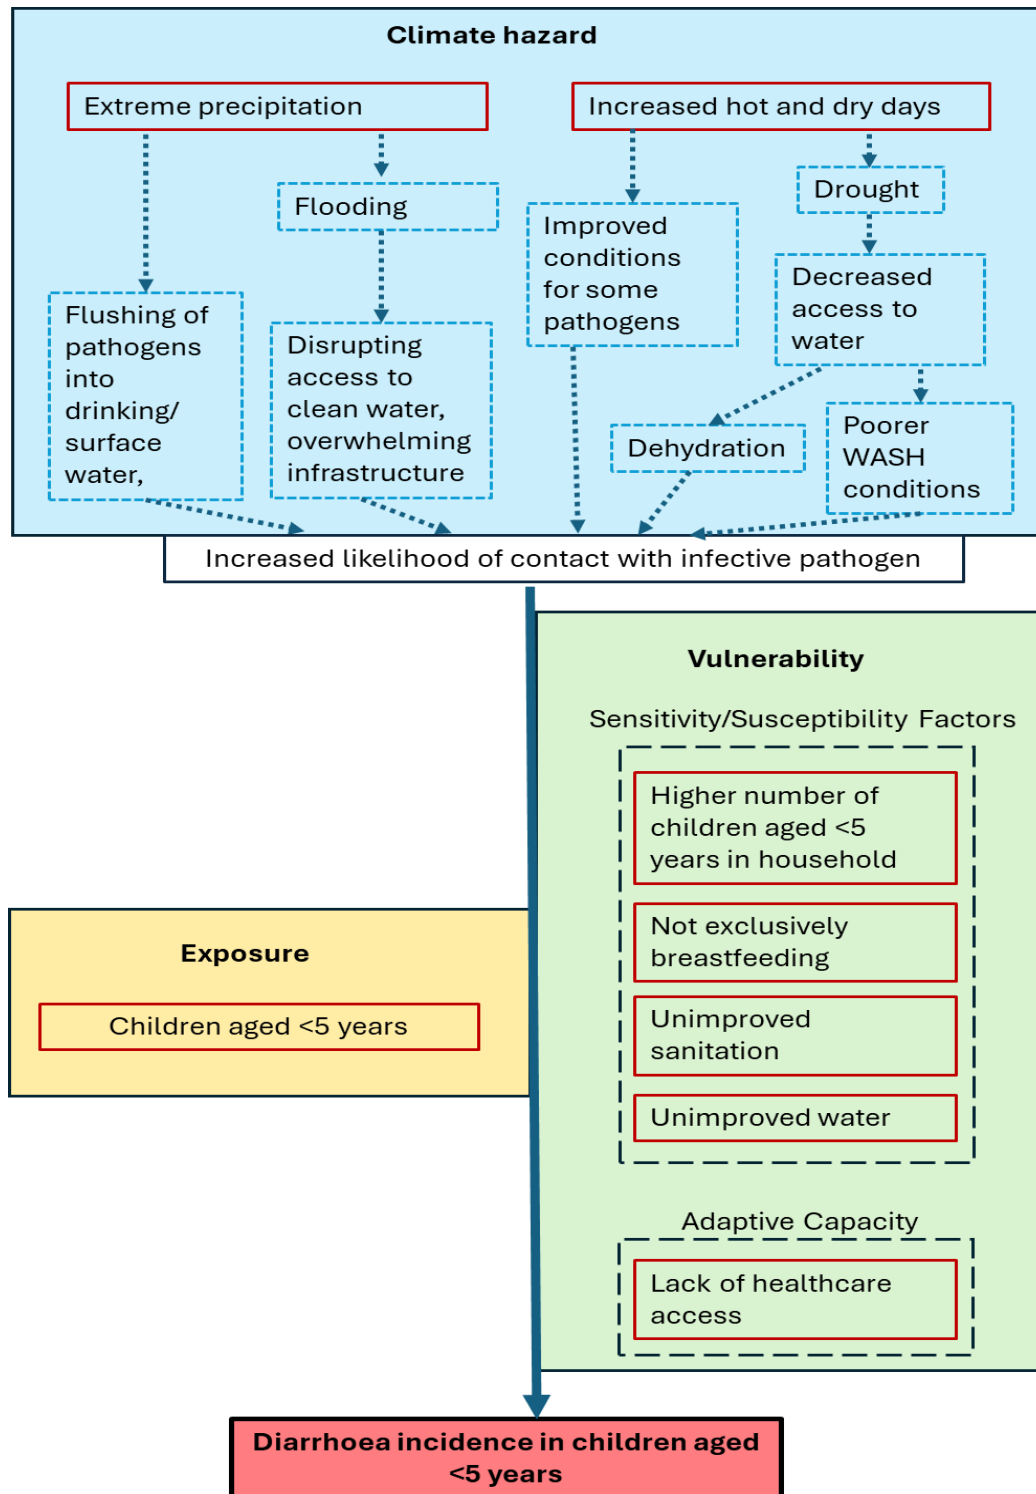 Climate hazard
Extreme precipitation
Increased hot and dry days
Flooding
Drought
Improved
conditions
for some
pathogens
Decreased
access to
water
Flushing of
pathogens
into
drinking/
surface
water,
Disrupting
access to
clean water,
overwhelming
infrastructure
Dehydration
Poorer
WASH
conditions
Increased likelihood of contact with infective pathogen
Vulnerability
Sensitivity/Susceptibility Factors
Higher number of
children aged <5
years in household
Not exclusively
breastfeeding
Unimproved
sanitation
Unimproved water
Exposure
Children aged <5 years
Adaptive Capacity
Lack of healthcare
access
Diarrhoea incidence in children aged
<5 years